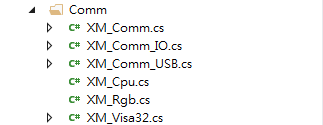 Comm
C# XM_Comm.cs
C# XM_Comm_IO.cs
C# XM_Comm_USB.cs
C# XM_Cpu.cs
C# XM_Rgb.cs
C# XM_Visa32.cs